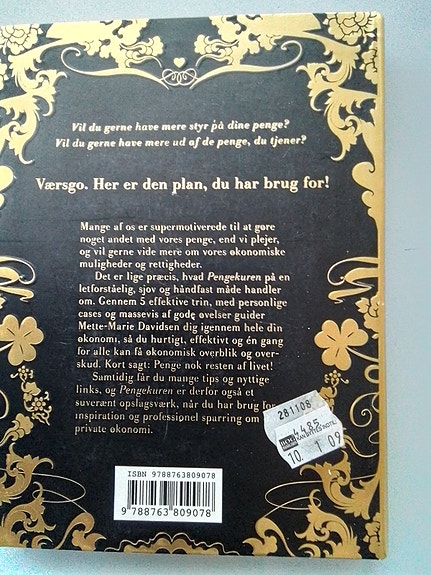 Vil du gerne have mere styr på dine penge?
Vil du gerne have mere ud af de penge, du tjener?
Værsgo. Her er den plan, du har brug for!
Mange af os er supermotiverede til at gøre
noget andet med vores penge, end vi plejer,
og vil gerne vide mere om vores økonomiske
muligheder og rettigheder.
Det er lige præcis, hvad Pengekuren på en
letforståelig, sjov og håndfast måde handler
om. Gennem 5 effektive trin, med personlige
cases og massevis af gode øvelser guider
Mette-Marie Davidsen dig igennem hele din
økonomi, så du hurtigt, effektivt og én gang
for alle kan få økonomisk overblik og over-
skud. Kort sagt: Penge nok resten af livet!
Samtidig får du mange tips og nyttige
links, og Pengekuren er derfor også et
suverænt opslagsværk, når du har brug for
inspiration og professionel sparring om
private økonomi.
281108
4485
BOG
10. 1 09
ISBN 9788763809078
9 788763 809078